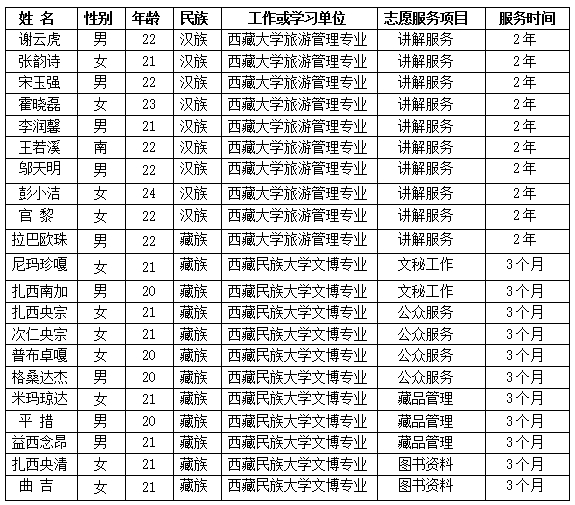 姓 名 性别 年龄 民族 工作或学习单位 志愿服务项目 服务时间
谢云虎 男 22 汉族 西藏大学旅游管理专业 讲解服务 2年
张韵诗 女 21 汉族 西藏大学旅游管理专业 讲解服务 2年
宋玉强 男 22 汉族 西藏大学旅游管理专业 讲解服务 2年
霍晓磊 女 23 汉族 西藏大学旅游管理专业 讲解服务 2年
李润馨 男 21 汉族 西藏大学旅游管理专业 讲解服务 2年
王若溪 南 22 汉族 西藏大学旅游管理专业 讲解服务 2年
邬天明 男 22 汉族 西藏大学旅游管理专业 讲解服务 2年
彭小洁 女 24 汉族 西藏大学旅游管理专业 讲解服务 2年
官 黎 女 22 汉族 西藏大学旅游管理专业 讲解服务 2年
拉巴欧珠 男 22 藏族 西藏大学旅游管理专业 讲解服务 2年
尼玛珍嘎 女 21 藏族 西藏民族大学文博专业 文秘工作 3个月
扎西南加 男 20 藏族 西藏民族大学文博专业 文秘工作 3个月
扎西央宗 女 21 藏族 西藏民族大学文博专业 公众服务 3个月
次仁央宗 女 21 藏族 西藏民族大学文博专业 公众服务 3个月
普布卓嘎 女 20 藏族 西藏民族大学文博专业 公众服务 3个月
格桑达杰 男 20 藏族 西藏民族大学文博专业 公众服务 3个月
米玛琼达 女 21 藏族 西藏民族大学文博专业 藏品管理 3个月
平 措 男 20 藏族 西藏民族大学文博专业 藏品管理 3个月
益西念昂 男 21 藏族 西藏民族大学文博专业 藏品管理 3个月
扎西央清 女 21 藏族 西藏民族大学文博专业 图书资料 3个月
曲 吉 女 21 藏族 西藏民族大学文博专业 图书资料 3个月